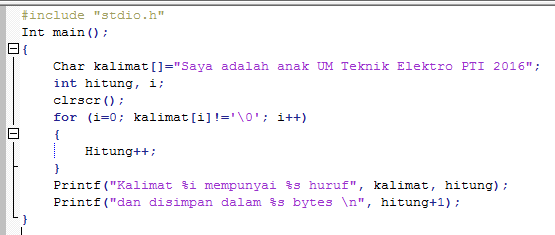 #include "stdio.h"
Int main();
{
Char kalimat[]="Saya adalah anak UM Teknik Elektro PTI 2016";
int hitung, i;
clrscr();
for (i=0; kalimat[i]!='\0'; i++)
{
Hitung++;
}
Printf("Kalimat %i mempunyai %s huruf", kalimat, hitung);
Printf("dan disimpan dalam %s bytes \n", hitung+1);
}